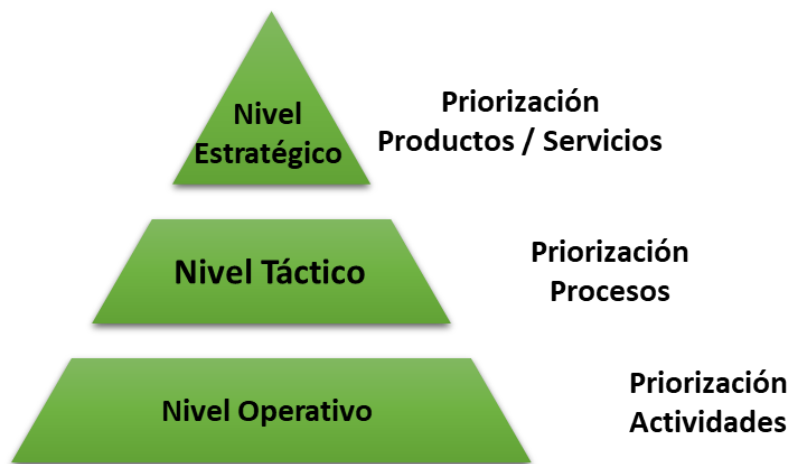 Nivel
Estratégico
Priorización
Productos / Servicios
Nivel Táctico
Priorización
Procesos
Nivel Operativo
Priorización
Actividades